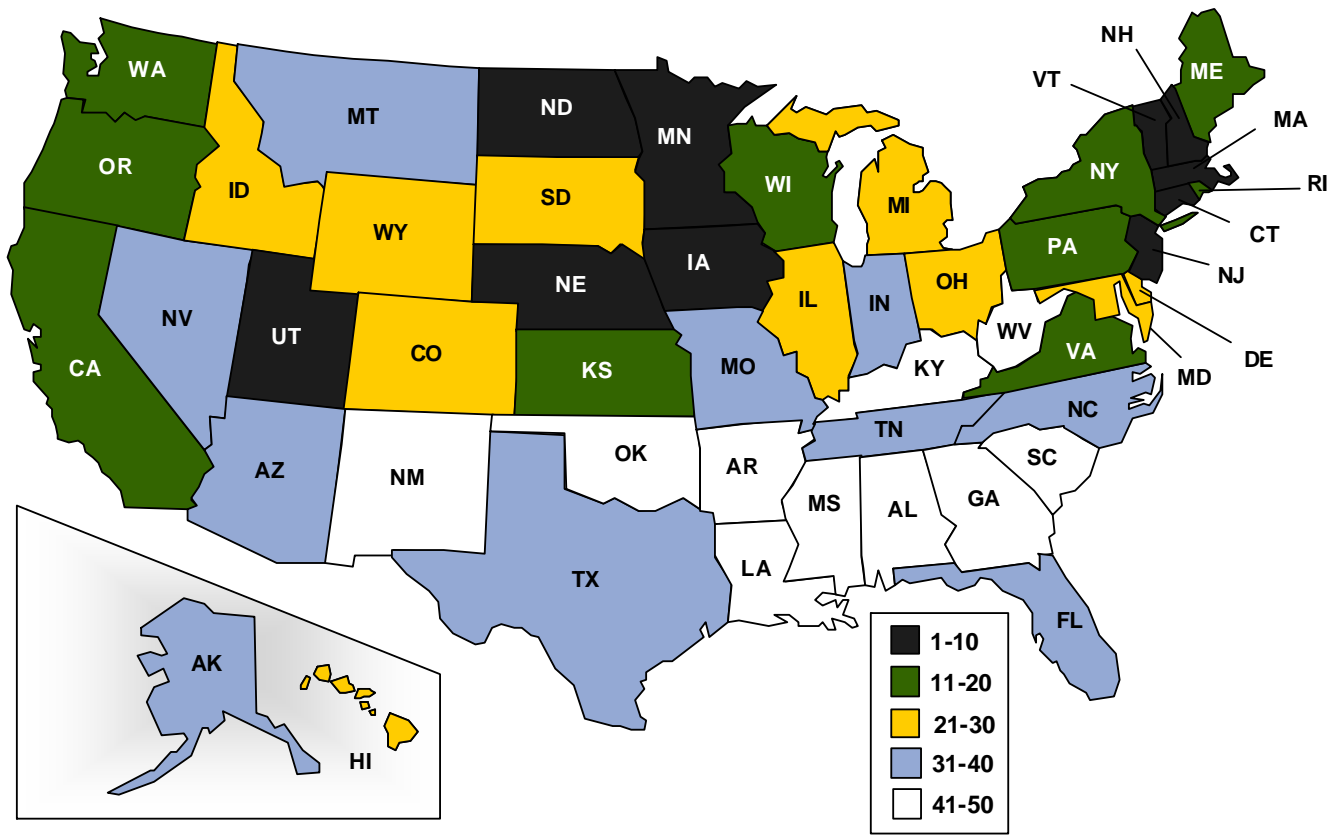 NH
ME
WA
VT
ND
MT
MN
MA
OR
NY
RI
ID
SD
WI
MI
WY
CT
PA
IA
NJ
NE
OH
IL
IN
NV
UT
WV
CO
VA
DE
CA
KS
MO
KY
MD
NC
TN
OK
SC
AZ
AR
NM
GA
MS
AL
LA
TX
FL
AK
HI
1-10
11-20
21-30
31-40
41-50